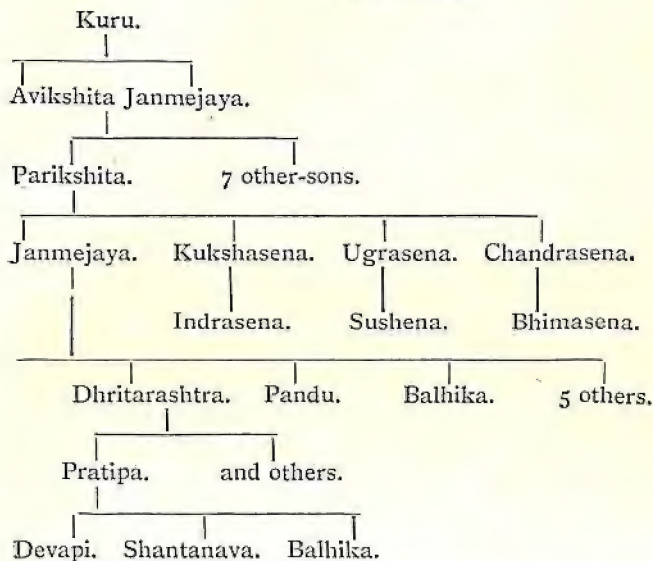 Kuru.
Avikshita Janmejaya.
Parikshita. 7 other-sons.
Janmejaya. Kukshasena. Ugrasena. Chandrasena.
Indrasena. Sushena. Bhimasena.
Dhritarashtra. Pandu. Balhika. 5 others.
Pratipa. and others.
Devapi. Shantanava. Balhika.